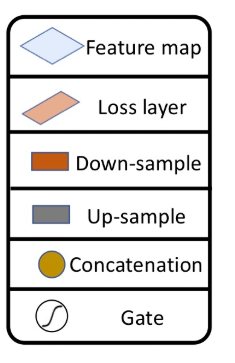 Feature map
Loss layer
Down-sample
Up-sample
Concatenation
Gate